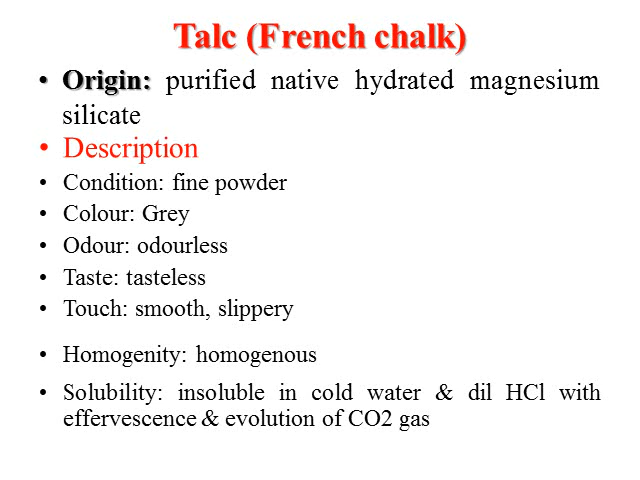 Talc (French chalk)
• Origin: purified native hydrated magnesium
silicate
• Description
• Condition: fine powder
• Colour: Grey
• Odour: odourless
• Taste: tasteless
• Touch: smooth, slippery
• Homogenity: homogenous
• Solubility: insoluble in cold water & dil HCl with
effervescence & evolution of CO2 gas